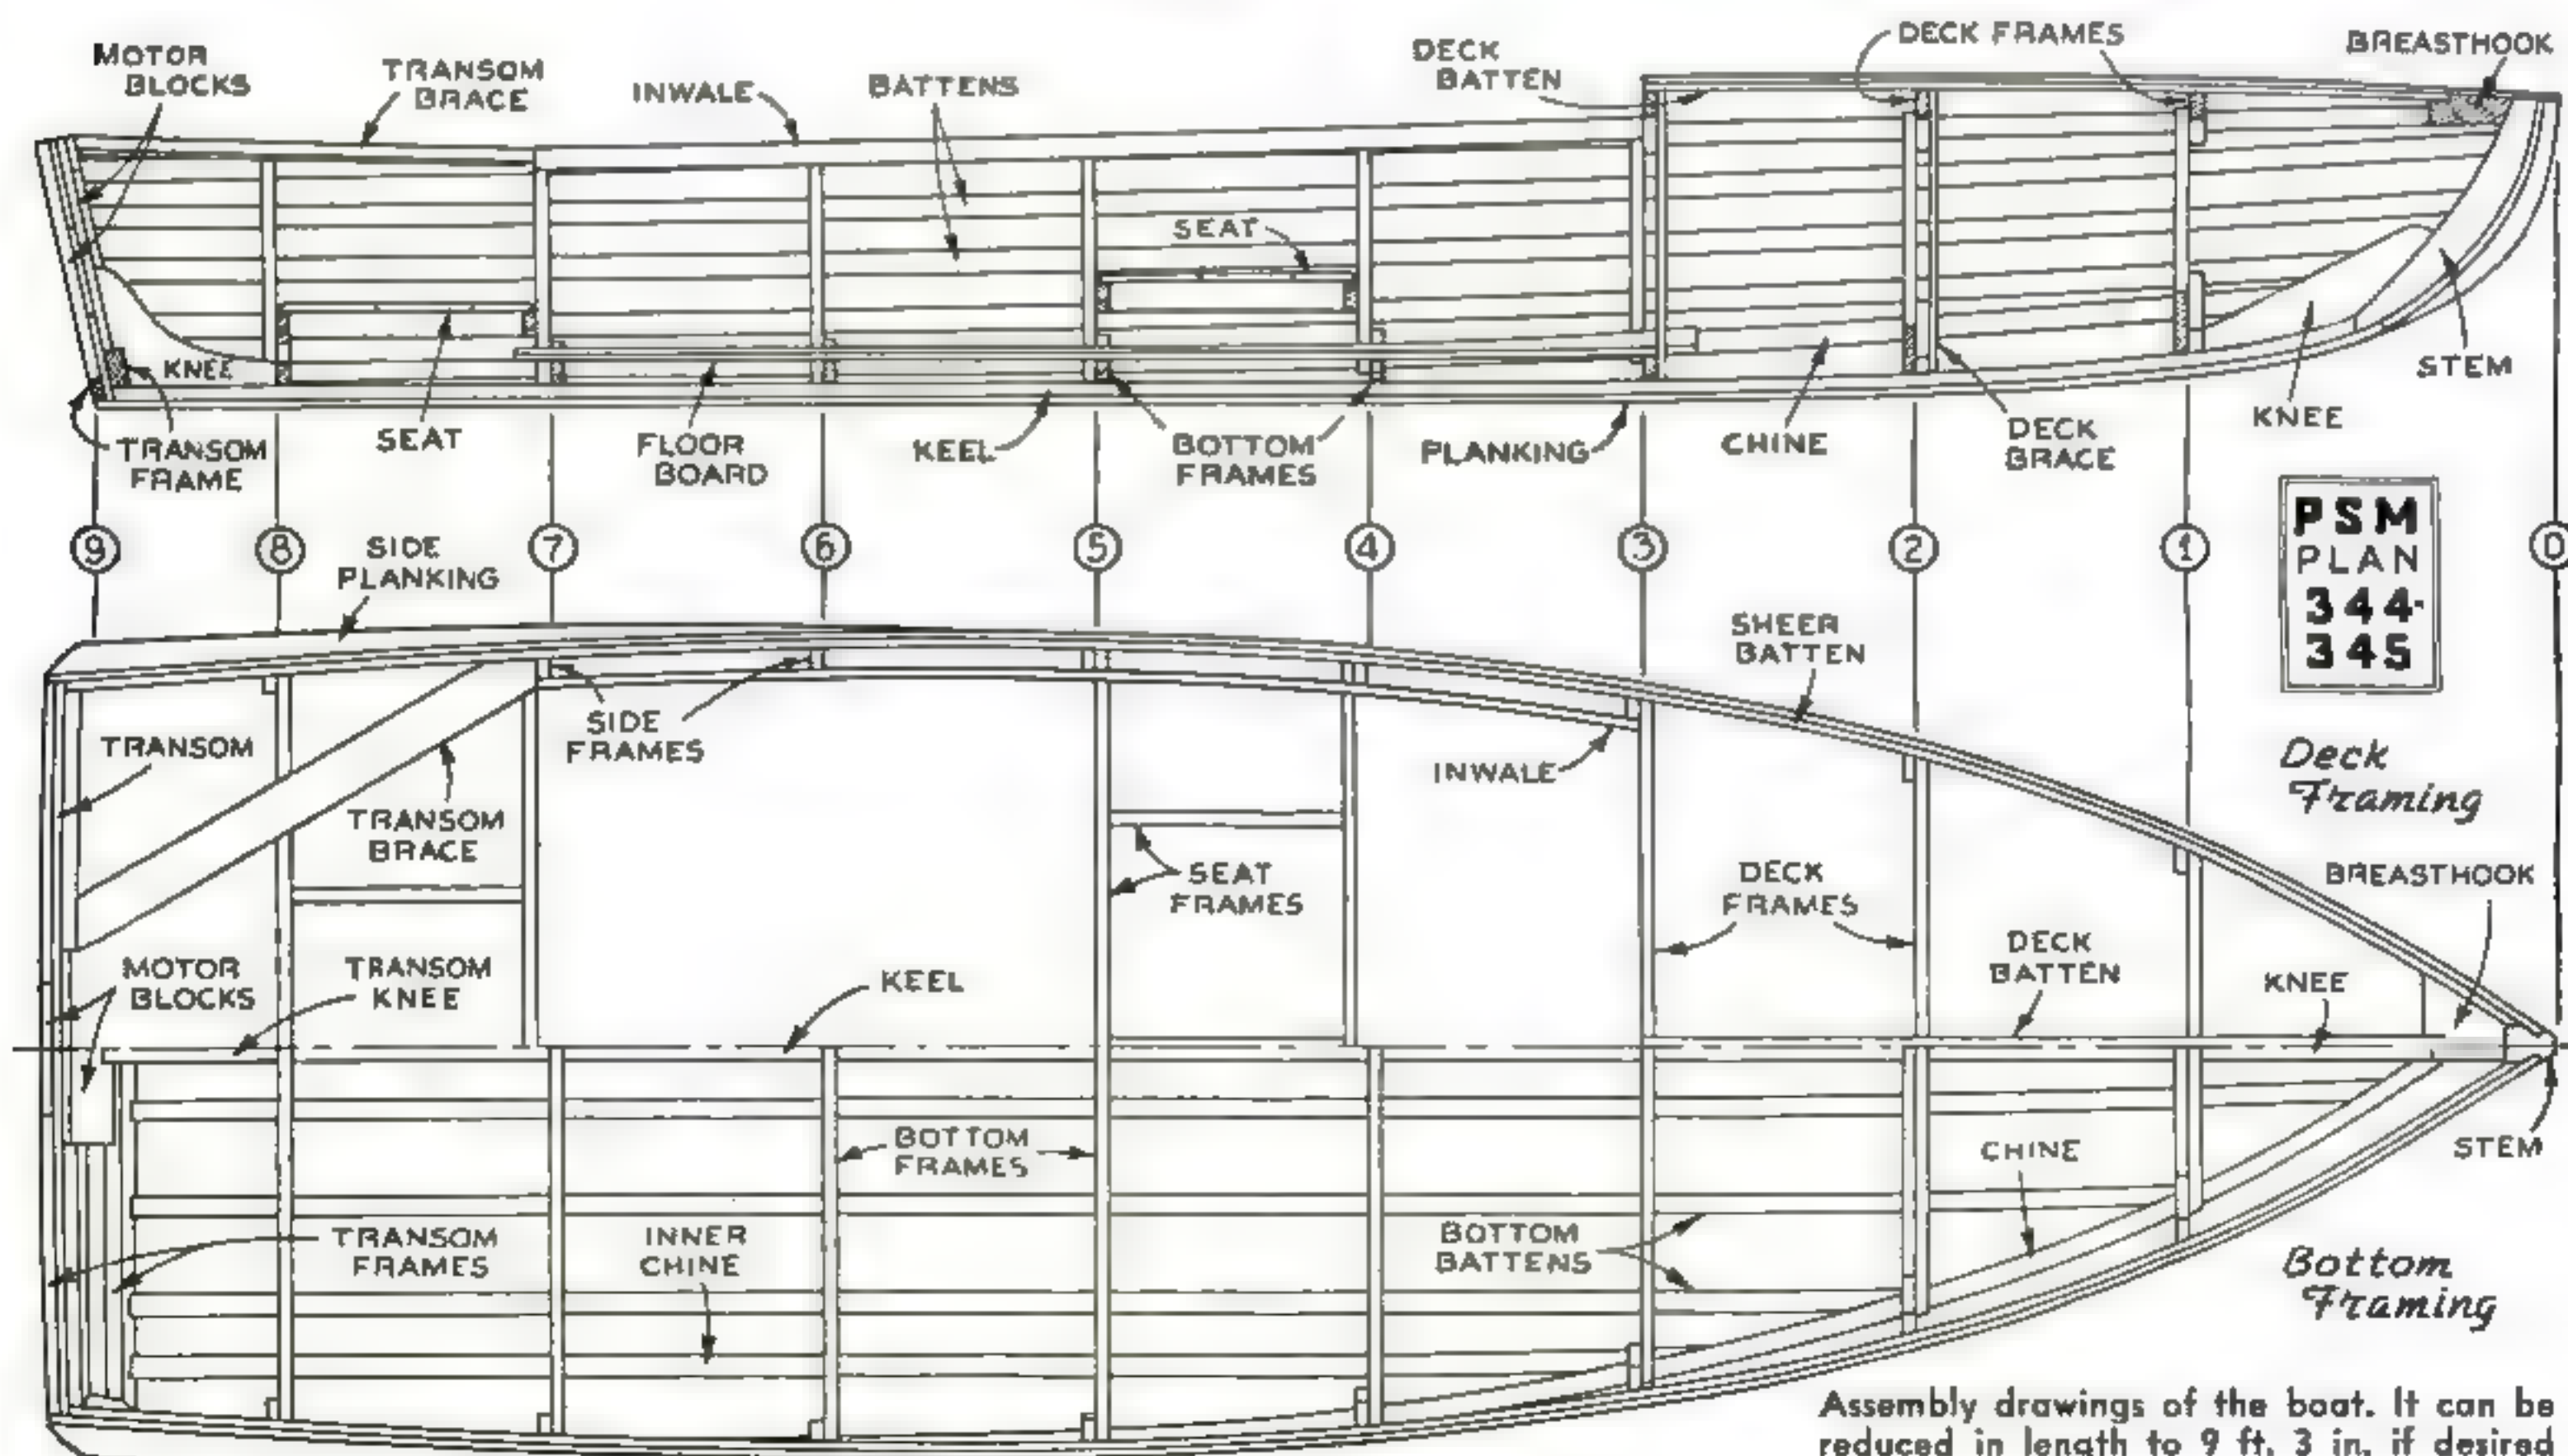 MOTOR
BLOCKS
TRANSOM
BRACE
INWALE
BATTENS
DECK
BATTEN
DECK FRAMES
BREASTHOOK
SEAT
KNEE
TRANSOM
FRAME
SEAT
FLOOR
BOARD
KEEL
BOTTOM
FRAMES
PLANKING
CHINE
DECK
BRACE
KNEE
STEM
9 8 7 6 5 4 3 2 1 0
PSM
PLAN
344-
345
SIDE
PLANKING
SHEER
BATTEN
SIDE
FRAMES
TRANSOM
INWALE
Deck
Framing
TRANSOM
BRACE
SEAT
FRAMES
DECK
FRAMES
BREASTHOOK
MOTOR
BLOCKS
TRANSOM
KNEE
KEEL
DECK
BATTEN
KNEE
BOTTOM
FRAMES
CHINE
STEM
TRANSOM
FRAMES
INNER
CHINE
BOTTOM
BATTENS
Bottom
Framing
Assembly drawings of the boat. It can be
reduced in length to 9 ft. 3 in. if desired